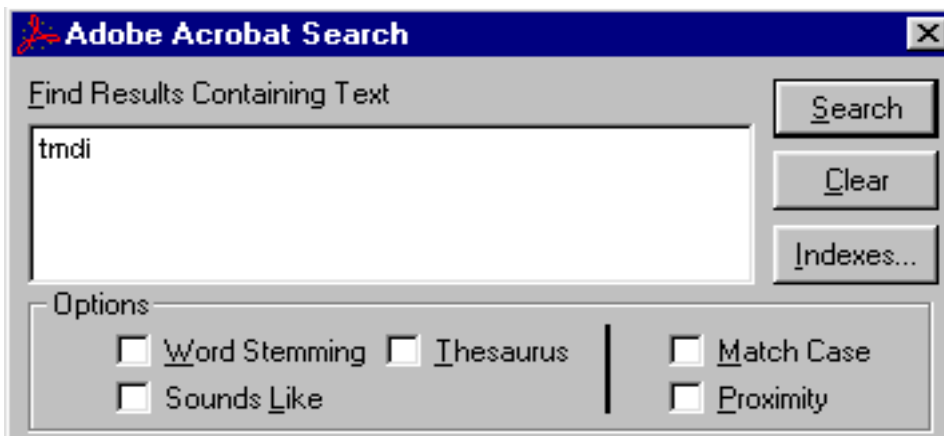 Adobe Acrobat Search
Find Results Containing Text
Search
tmdi
Clear
Indexes...
Options
Word Stemming Thesaurus Match Case
Sounds Like Proximity